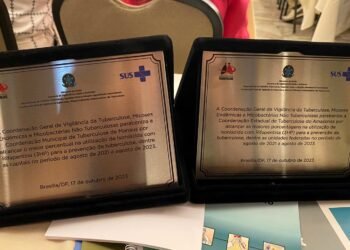 SUS
A Coordenação Geral de Vigilância da Tuberculose, Micoses
Endêmicas e Micobactérias Não Tuberculosas parabeniza a
Coordenação Municipal de Tuberculose de Manaus por
alcançar o maior percentual na utilização de Isoniazida com
Rifapentina (3HP) para a prevenção da tuberculose, dentre
as capitais no período de agosto de 2021 a agosto de 2023.
Brasília/DF, 17 de outubro de 2023.
SUS
A Coordenação Geral de Vigilância da Tuberculose, Micoses
Endêmicas e Micobactérias Não Tuberculosas parabeniza a
Coordenação Estadual de Tuberculose do Amazonas por
alcançar os maiores porcentagens na utilização de
Isoniazida com Rifapentina (3HP) para a prevenção da
tuberculose, dentre as unidades federadas no período de
agosto de 2021 a agosto de 2023.
Brasília/DF, 17 de outubro de 2023.